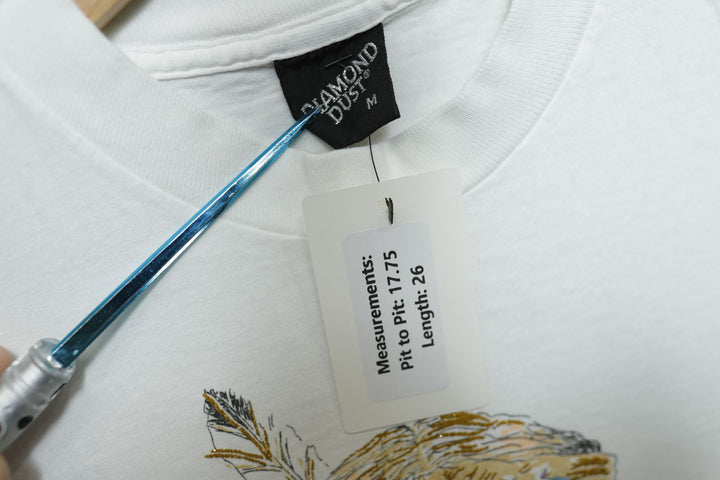 DIAMOND
DUST®
M
Measurements:
Pit to Pit: 17.75
Length: 26